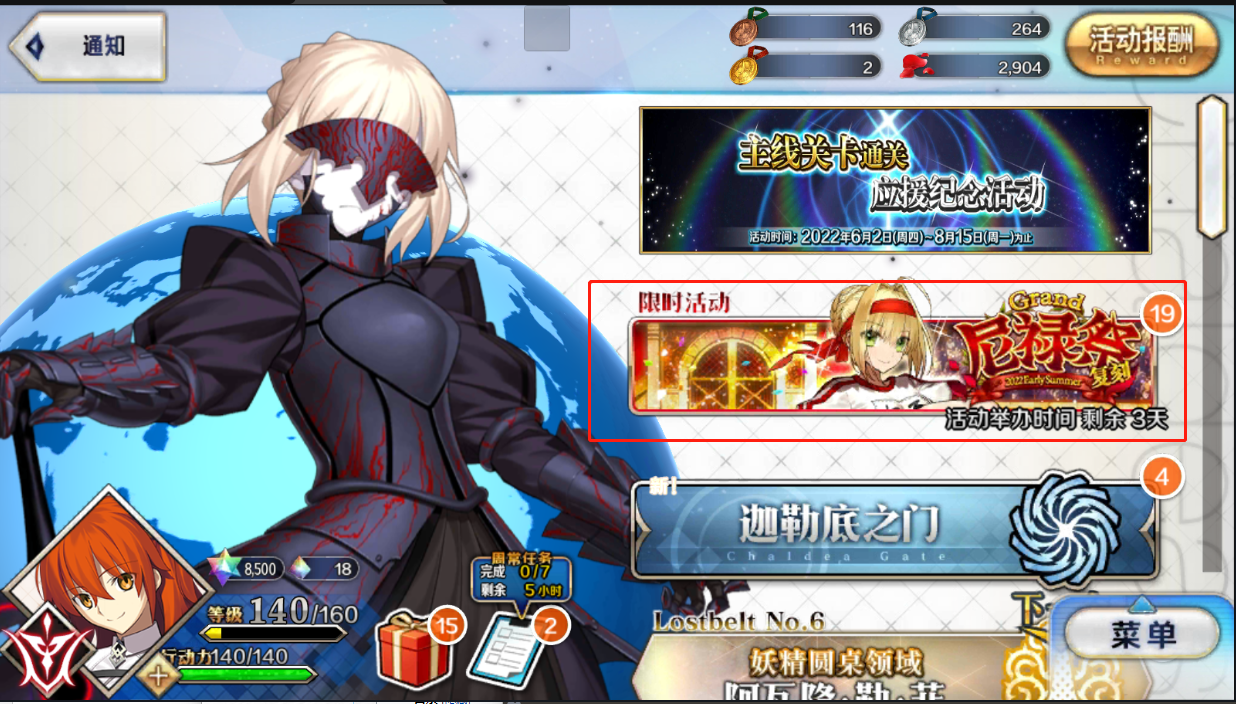 通知
116
264
2
2,904
活动报酬
Reward
主线关卡通关
应援纪念活动
活动时间：2022年6月2日(周四)~8月15日(周一)为止
限时活动
Grand
尼禄祭
复刻
2022 Early Summer
19
活动举办时间 剩余 3天
新!
4
迦勒底之门
Chaldea Gate
8,500
18
周常任务
完成 0/7
剩余 5小时
等级 140/160
行动力140/140
15
2
Lostbelt No.6
下
妖精圆桌领域
阿瓦隆·勒·菲
菜单